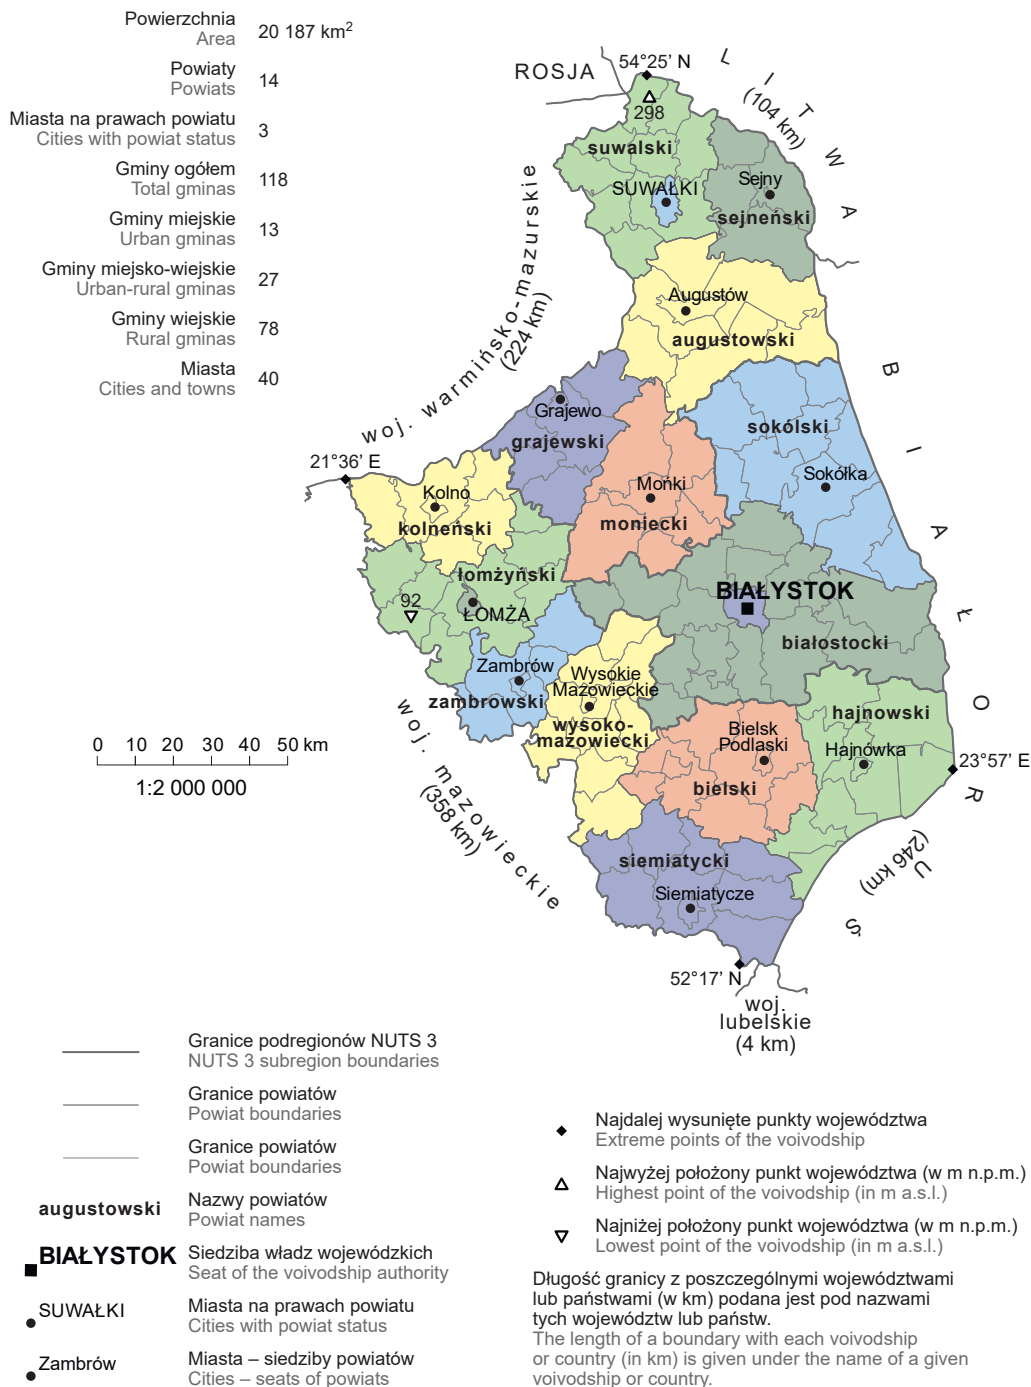 Powierzchnia
Area
20 187 km²
Powiaty
Powiats
14
Miasta na prawach powiatu
Cities with powiat status
3
Gminy ogółem
Total gminas
118
Gminy miejskie
Urban gminas
13
Gminy miejsko-wiejskie
Urban-rural gminas
27
Gminy wiejskie
Rural gminas
78
Miasta
Cities and towns
40
ROSJA
54°25’ N
LITWA
(104 km)
298
suwalski
SUWAŁKI
Sejny
sejneński
woj. warmińsko-mazurskie
(224 km)
Augustów
augustowski
BIAŁORUŚ
(246 km)
Grajewo
grajewski
sokólski
Sokółka
21°36’ E
Kolno
kolneński
Mońki
moniecki
łomżyński
92
ŁOMŻA
BIAŁYSTOK
białostocki
Zambrów
zambrowski
Wysokie
Mazowieckie
wysoko-
mazowiecki
hajnowski
Hajnówka
23°57’ E
Bielsk
Podlaski
bielski
woj. mazowieckie
(358 km)
0 10 20 30 40 50 km
1:2 000 000
siemiatycki
Siemiatycze
52°17’ N
woj.
lubelskie
(4 km)
Granice podregionów NUTS 3
NUTS 3 subregion boundaries
Granice powiatów
Powiat boundaries
Granice powiatów
Powiat boundaries
augustowski
Nazwy powiatów
Powiat names
BIAŁYSTOK
Siedziba władz wojewódzkich
Seat of the voivodship authority
SUWAŁKI
Miasta na prawach powiatu
Cities with powiat status
Zambrów
Miasta – siedziby powiatów
Cities – seats of powiats
Najdalej wysunięte punkty województwa
Extreme points of the voivodship
Najwyżej położony punkt województwa (w m n.p.m.)
Highest point of the voivodship (in m a.s.l.)
Najniżej położony punkt województwa (w m n.p.m.)
Lowest point of the voivodship (in m a.s.l.)
Długość granicy z poszczególnymi województwami
lub państwami (w km) podana jest pod nazwami
tych województw lub państw.
The length of a boundary with each voivodship
or country (in km) is given under the name of a given
voivodship or country.